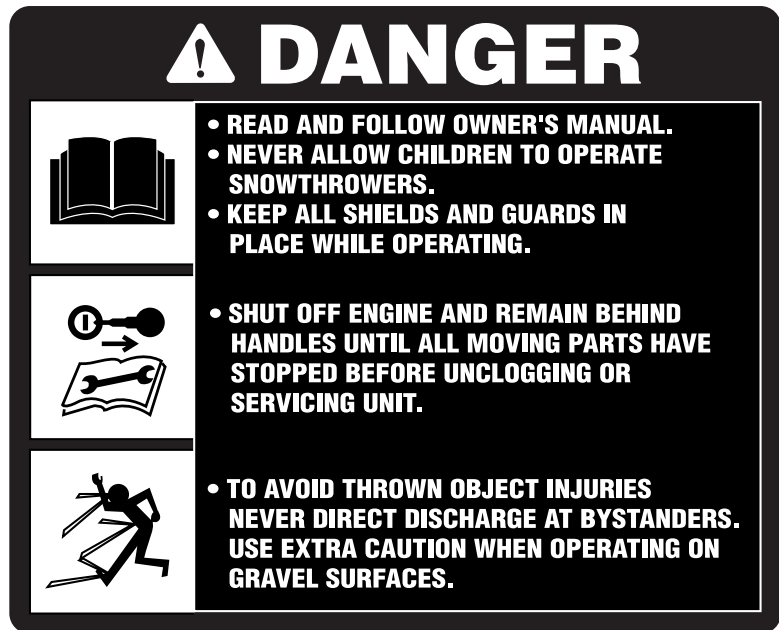 DANGER
• READ AND FOLLOW OWNER'S MANUAL.
• NEVER ALLOW CHILDREN TO OPERATE
SNOWTHROWERS.
• KEEP ALL SHIELDS AND GUARDS IN
PLACE WHILE OPERATING.
• SHUT OFF ENGINE AND REMAIN BEHIND
HANDLES UNTIL ALL MOVING PARTS HAVE
STOPPED BEFORE UNCLOGGING OR
SERVICING UNIT.
• TO AVOID THROWN OBJECT INJURIES
NEVER DIRECT DISCHARGE AT BYSTANDERS.
USE EXTRA CAUTION WHEN OPERATING ON
GRAVEL SURFACES.